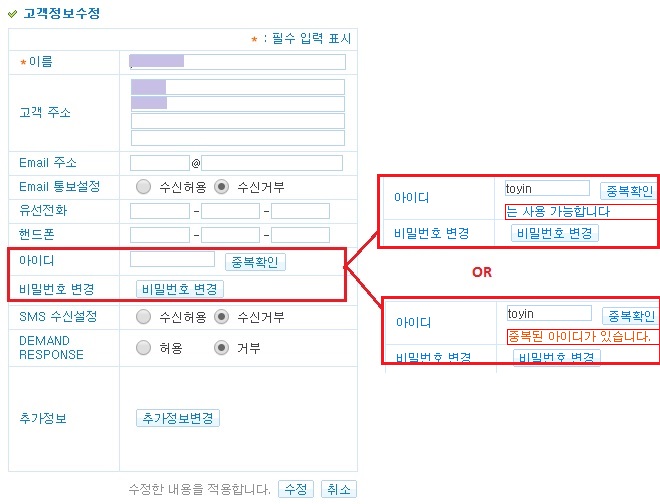 고객정보수정
* : 필수 입력 표시
*이름
고객 주소
Email 주소 @
Email 통보설정 수신허용 수신거부
유선전화 - -
핸드폰 - -
아이디 중복확인
비밀번호 변경 비밀번호 변경
SMS 수신설정 수신허용 수신거부
DEMAND
RESPONSE 허용 거부
추가정보 추가정보변경
수정한 내용을 적용합니다. 수정 취소
아이디 toyin 중복확인
는 사용 가능합니다
비밀번호 변경 비밀번호 변경
OR
아이디 toyin 중복확인
중복된 아이디가 있습니다.
비밀번호 변경 비밀번호 변경